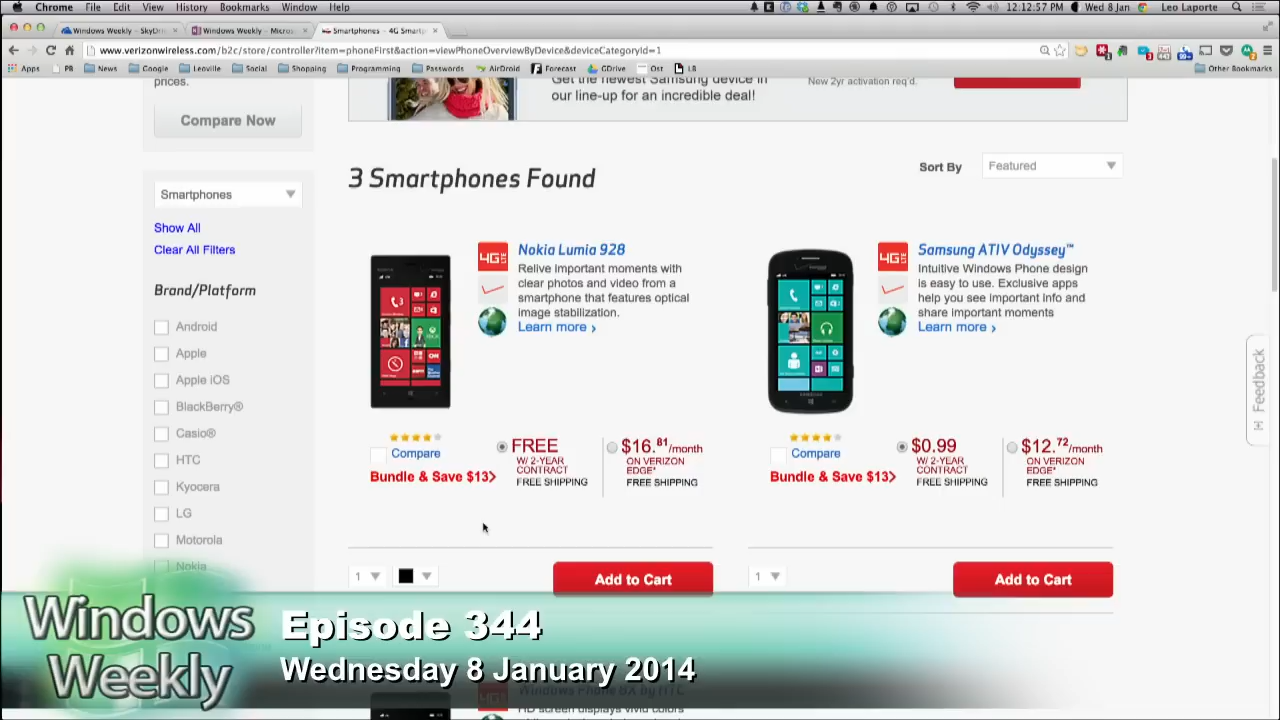 Chrome File Edit View History Bookmarks Window Help
12:12:57 PM Wed 8 Jan Leo Laporte
Windows Weekly – SkyDri
Windows Weekly – Micros
Smartphones – 4G Smartp
www.verizonwireless.com/b2c/store/controller?item=phoneFirst&action=viewPhoneOverviewByDevice&deviceCategoryId=1
Apps PB News Google Leoville Social Shopping Programming Passwords AirDroid Forecast GDrive Ost LB Other Bookmarks
prices.
Compare Now
Get the newest Samsung device in
our line-up for an incredible deal!
New 2yr activation req'd.
3 Smartphones Found
Sort By Featured
Smartphones
Show All
Clear All Filters
Brand/Platform
Android
Apple
Apple iOS
BlackBerry®
Casio®
HTC
Kyocera
LG
Motorola
Nokia
4G LTE
Nokia Lumia 928
Relive important moments with
clear photos and video from a
smartphone that features optical
image stabilization.
Learn more ›
Compare
Bundle & Save $13>
FREE
W/ 2-YEAR
CONTRACT
FREE SHIPPING
$16.81/month
ON VERIZON
EDGE*
FREE SHIPPING
1
Add to Cart
4G LTE
Samsung ATIV Odyssey™
Intuitive Windows Phone design
is easy to use. Exclusive apps
help you see important info and
share important moments
Learn more ›
Compare
Bundle & Save $13>
$0.99
W/ 2-YEAR
CONTRACT
FREE SHIPPING
$12.72/month
ON VERIZON
EDGE*
FREE SHIPPING
1
Add to Cart
Feedback
Windows
Weekly
Episode 344
Wednesday 8 January 2014
Windows Phone 8X by HTC
HD screen displays vivid colors